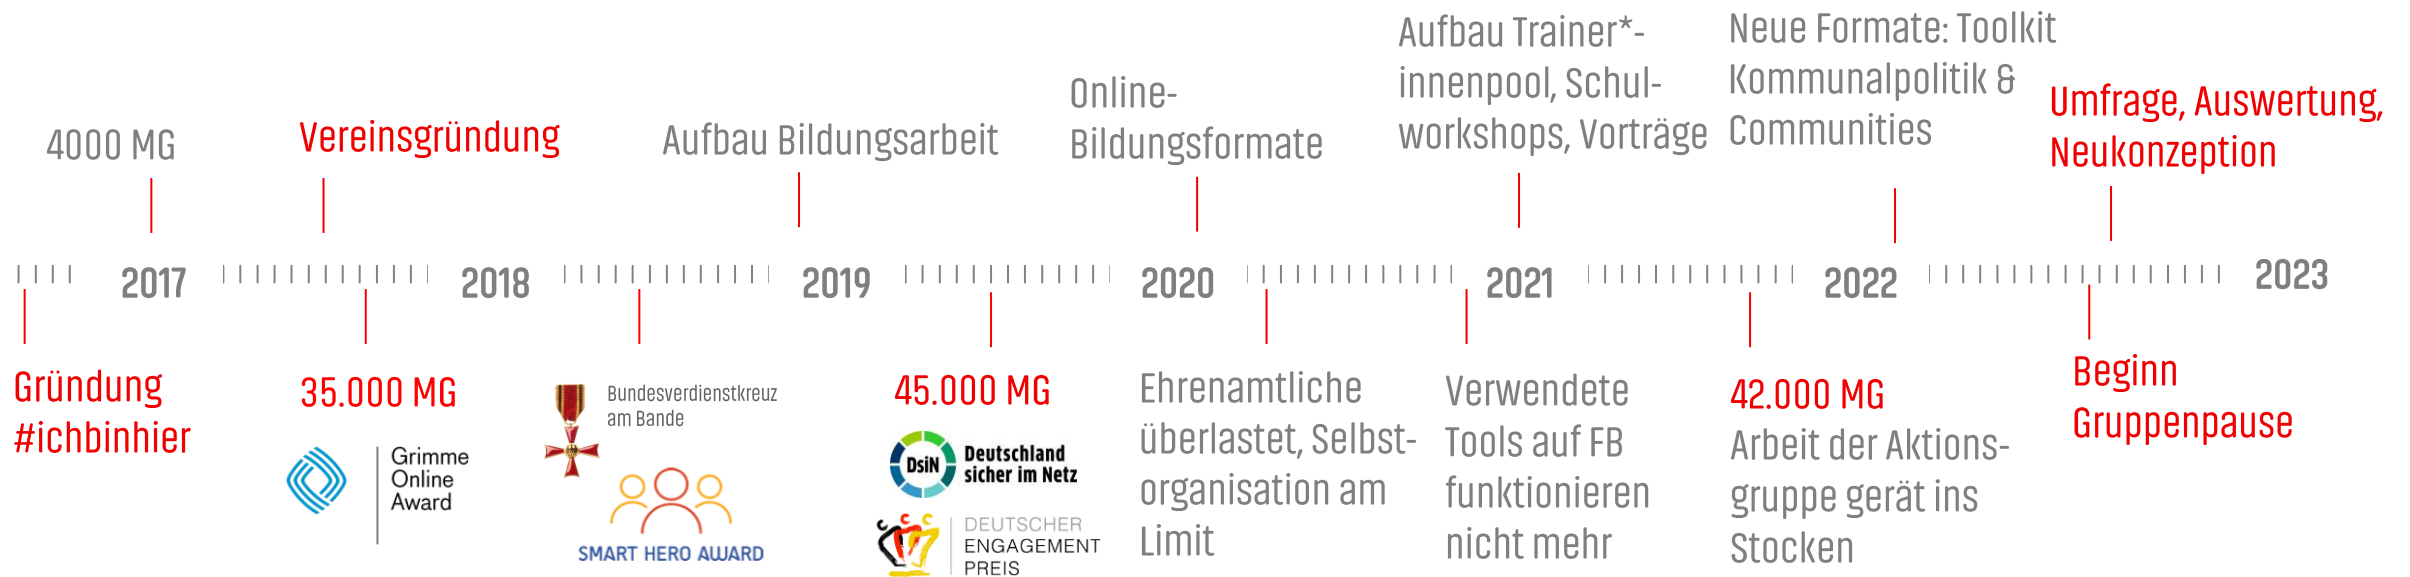 4000 MG
Vereinsgründung
Aufbau Bildungsarbeit
Online-
Bildungsformate
Aufbau Trainer*-
innenpool, Schul-
workshops, Vorträge
Neue Formate: Toolkit
Kommunalpolitik &
Communities
Umfrage, Auswertung,
Neukonzeption
2017
2018
2019
2020
2021
2022
2023
Gründung
#ichbinhier
35.000 MG
Grimme
Online
Award
Bundesverdienstkreuz
am Bande
SMART HERO AWARD
45.000 MG
DsiN
Deutschland
sicher im Netz
DEUTSCHER
ENGAGEMENT
PREIS
Ehrenamtliche
überlastet, Selbst-
organisation am
Limit
Verwendete
Tools auf FB
funktionieren
nicht mehr
42.000 MG
Arbeit der Aktions-
gruppe gerät ins
Stocken
Beginn
Gruppenpause